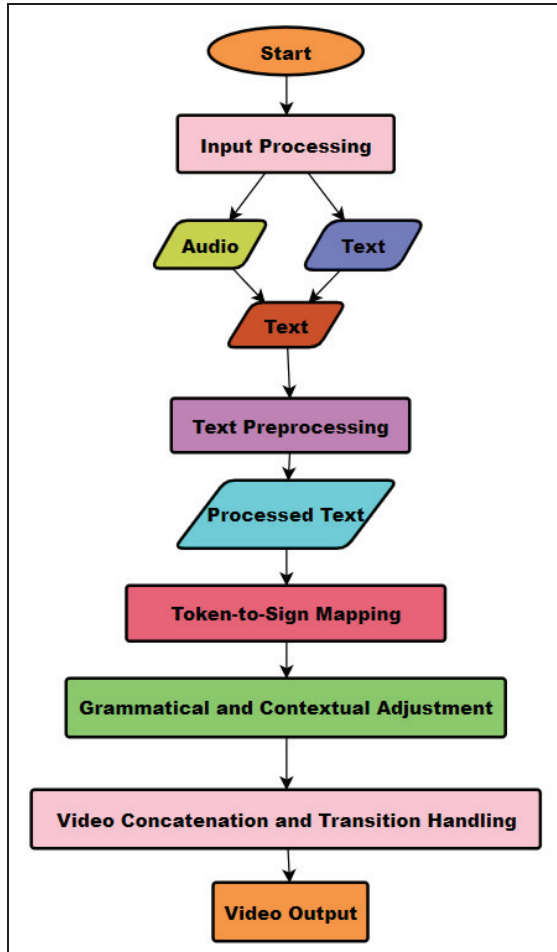 Start
Input Processing
Audio
Text
Text
Text Preprocessing
Processed Text
Token-to-Sign Mapping
Grammatical and Contextual Adjustment
Video Concatenation and Transition Handling
Video Output